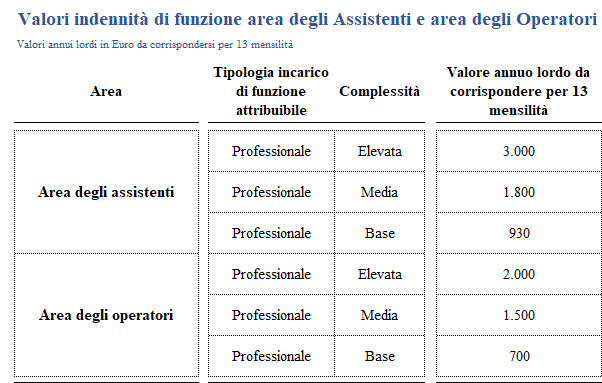 Valori indennità di funzione area degli Assistenti e area degli Operatori
Valori annui lordi in Euro da corrispondersi per 13 mensilità
Area
Tipologia incarico
di funzione
attribuibile
Complessità
Valore annuo lordo da
corrispondere per 13
mensilità
Area degli assistenti
Professionale Elevata 3.000
Professionale Media 1.800
Professionale Base 930
Area degli operatori
Professionale Elevata 2.000
Professionale Media 1.500
Professionale Base 700